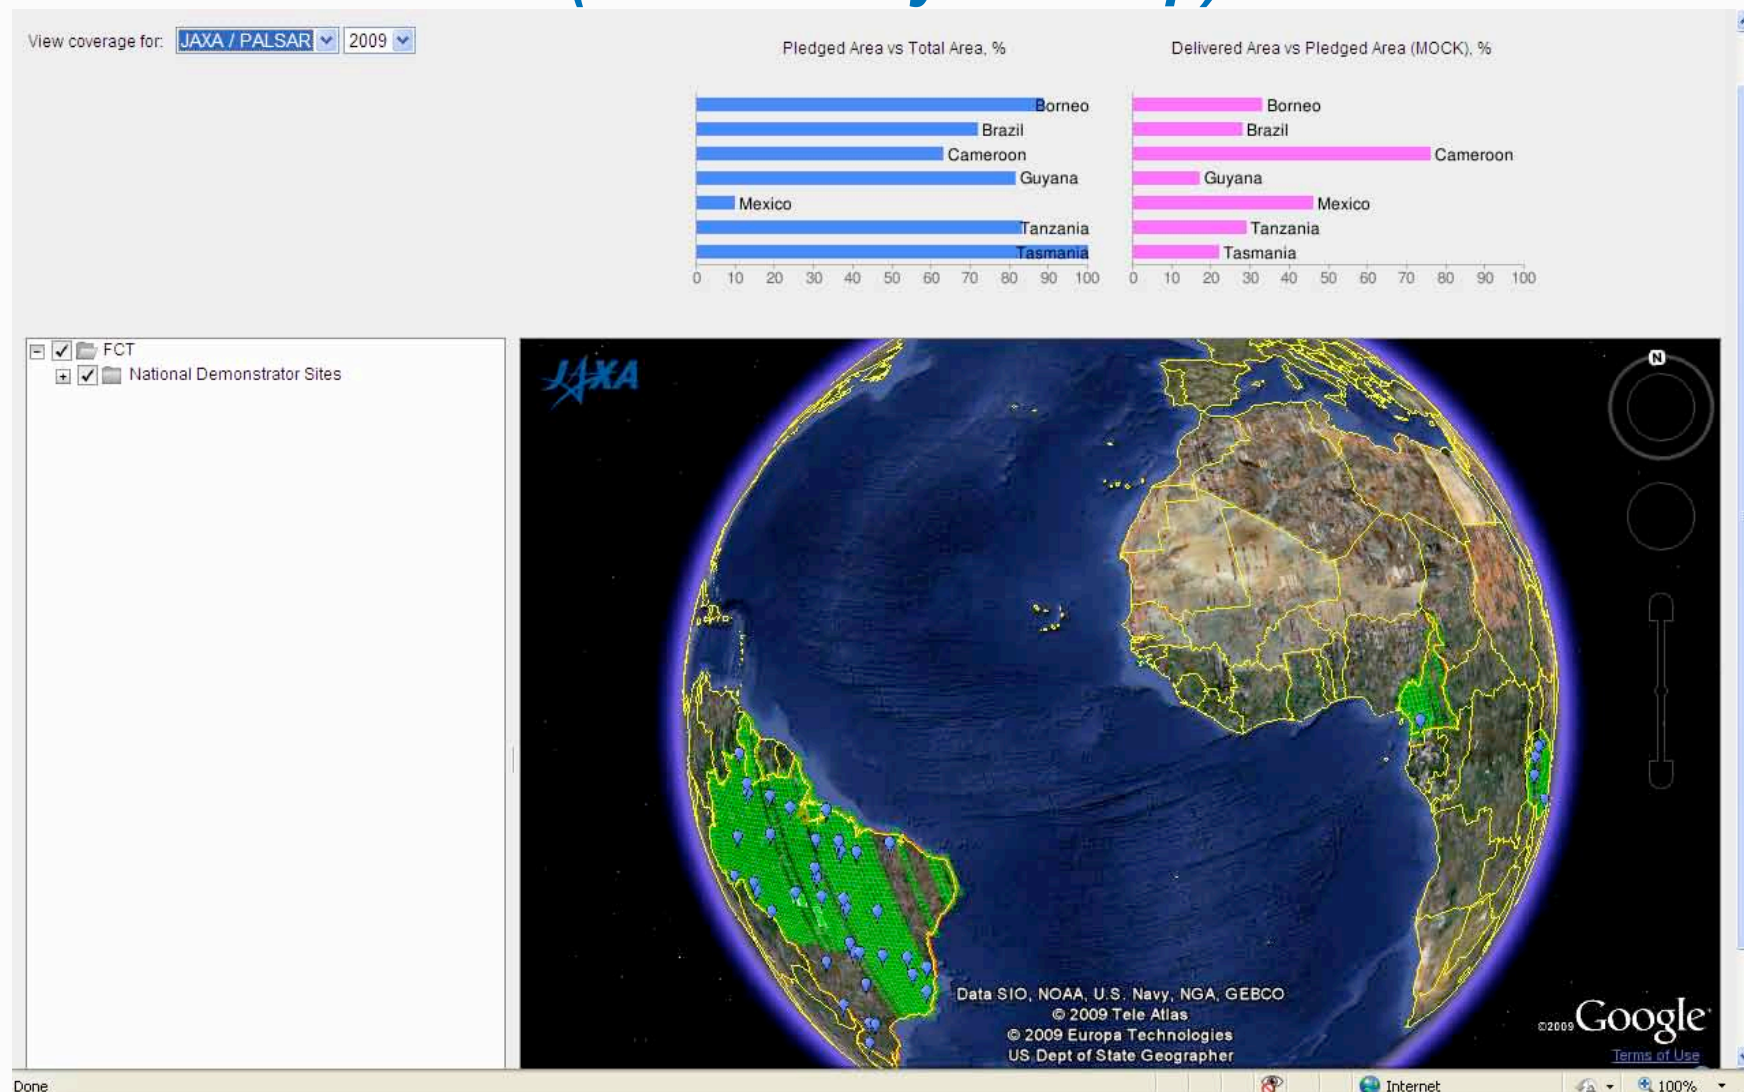 View coverage for: JAXA / PALSAR 2009
Pledged Area vs Total Area, %
Borneo
Brazil
Cameroon
Guyana
Mexico
Tanzania
Tasmania
0 10 20 30 40 50 60 70 80 90 100
Delivered Area vs Pledged Area (MOCK), %
Borneo
Brazil
Cameroon
Guyana
Mexico
Tanzania
Tasmania
0 10 20 30 40 50 60 70 80 90 100
FCT
National Demonstrator Sites
JAXA
N
Data SIO, NOAA, U.S. Navy, NGA, GEBCO
© 2009 Tele Atlas
© 2009 Europa Technologies
US Dept of State Geographer
©2009 Google
Terms of Use
Done
Internet
100%